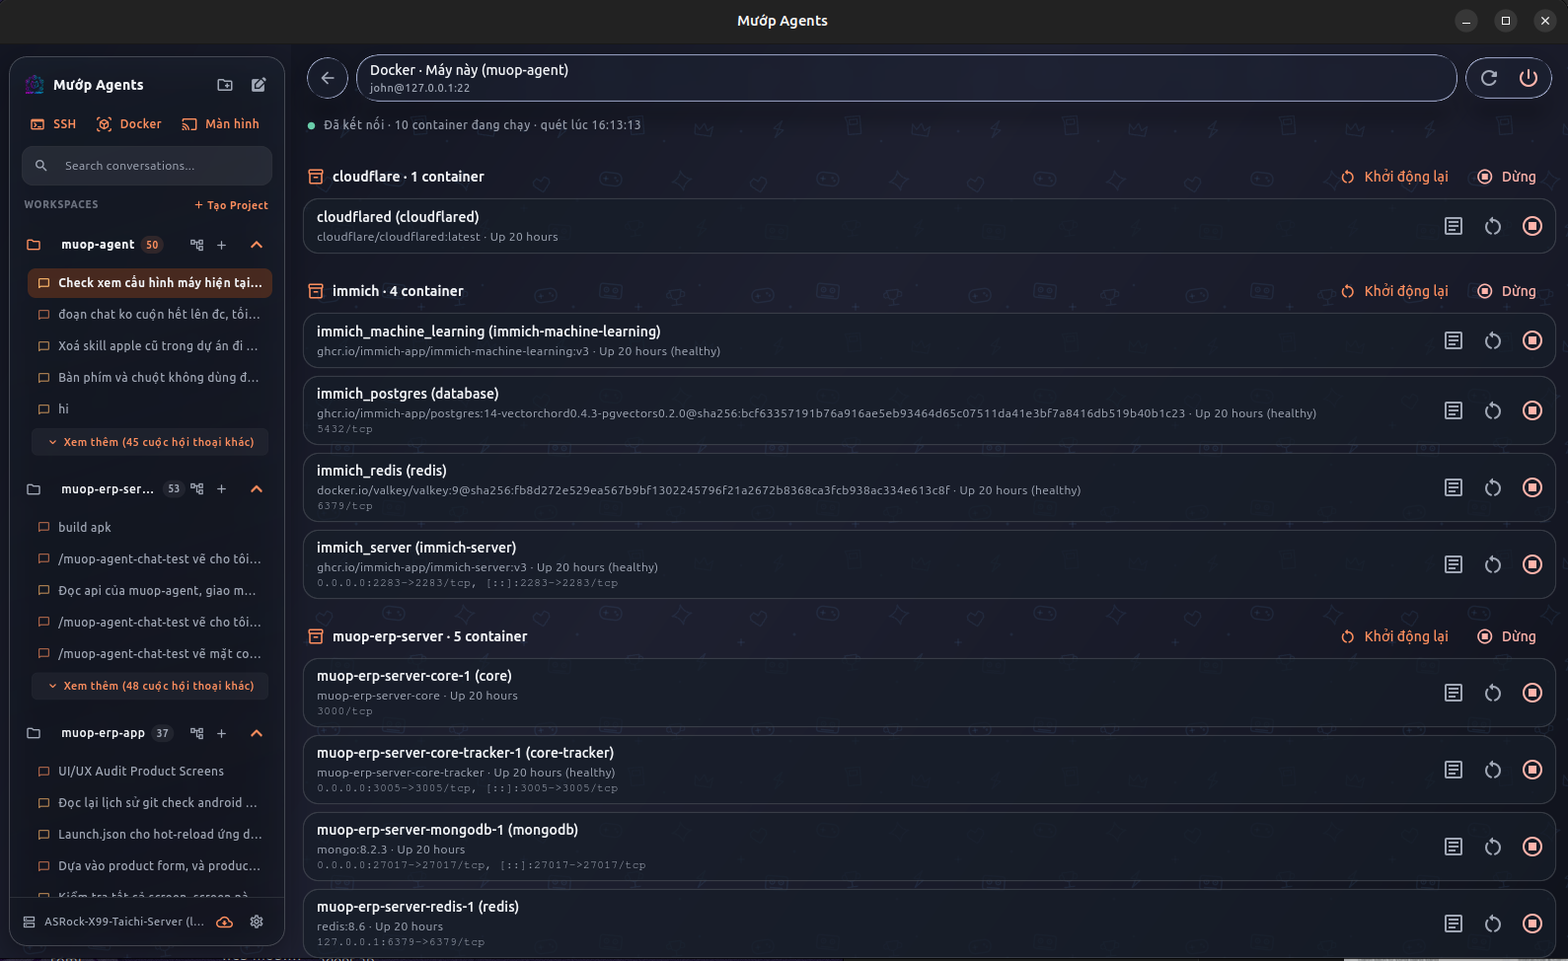 Mướp Agents
Mướp Agents
SSH
Docker
Màn hình
Search conversations...
WORKSPACES
+ Tạo Project
muop-agent 50
Check xem cấu hình máy hiện tại...
đoạn chat ko cuộn hết lên đc, tối...
Xoá skill apple cũ trong dự án đi ...
Bàn phím và chuột không dùng đ...
hi
Xem thêm (45 cuộc hội thoại khác)
muop-erp-ser... 53
build apk
/muop-agent-chat-test vẽ cho tôi...
Đọc api của muop-agent, giao m...
/muop-agent-chat-test vẽ cho tôi...
/muop-agent-chat-test vẽ mặt co...
Xem thêm (48 cuộc hội thoại khác)
muop-erp-app 37
UI/UX Audit Product Screens
Đọc lại lịch sử git check android ...
Launch.json cho hot-reload ứng d...
Dựa vào product form, và produc...
Kiểm tra tất cả screen, screen nà...
ASRock-X99-Taichi-Server (l...
Docker · Máy này (muop-agent)
john@127.0.0.1:22
Đã kết nối · 10 container đang chạy · quét lúc 16:13:13
cloudflare · 1 container
Khởi động lại
Dừng
cloudflared (cloudflared)
cloudflare/cloudflared:latest · Up 20 hours
immich · 4 container
Khởi động lại
Dừng
immich_machine_learning (immich-machine-learning)
ghcr.io/immich-app/immich-machine-learning:v3 · Up 20 hours (healthy)
immich_postgres (database)
ghcr.io/immich-app/postgres:14-vectorchord0.4.3-pgvectors0.2.0@sha256:bcf63357191b76a916ae5eb93464d65c07511da41e3bf7a8416db519b40b1c23 · Up 20 hours (healthy)
5432/tcp
immich_redis (redis)
docker.io/valkey/valkey:9@sha256:fb8d272e529ea567b9bf1302245796f21a2672b8368ca3fcb938ac334e613c8f · Up 20 hours (healthy)
6379/tcp
immich_server (immich-server)
ghcr.io/immich-app/immich-server:v3 · Up 20 hours (healthy)
0.0.0.0:2283->2283/tcp, [::]:2283->2283/tcp
muop-erp-server · 5 container
Khởi động lại
Dừng
muop-erp-server-core-1 (core)
muop-erp-server-core · Up 20 hours
3000/tcp
muop-erp-server-core-tracker-1 (core-tracker)
muop-erp-server-core-tracker · Up 20 hours (healthy)
0.0.0.0:3005->3005/tcp, [::]:3005->3005/tcp
muop-erp-server-mongodb-1 (mongodb)
mongo:8.2.3 · Up 20 hours
0.0.0.0:27017->27017/tcp, [::]:27017->27017/tcp
muop-erp-server-redis-1 (redis)
redis:8.6 · Up 20 hours
127.0.0.1:6379->6379/tcp